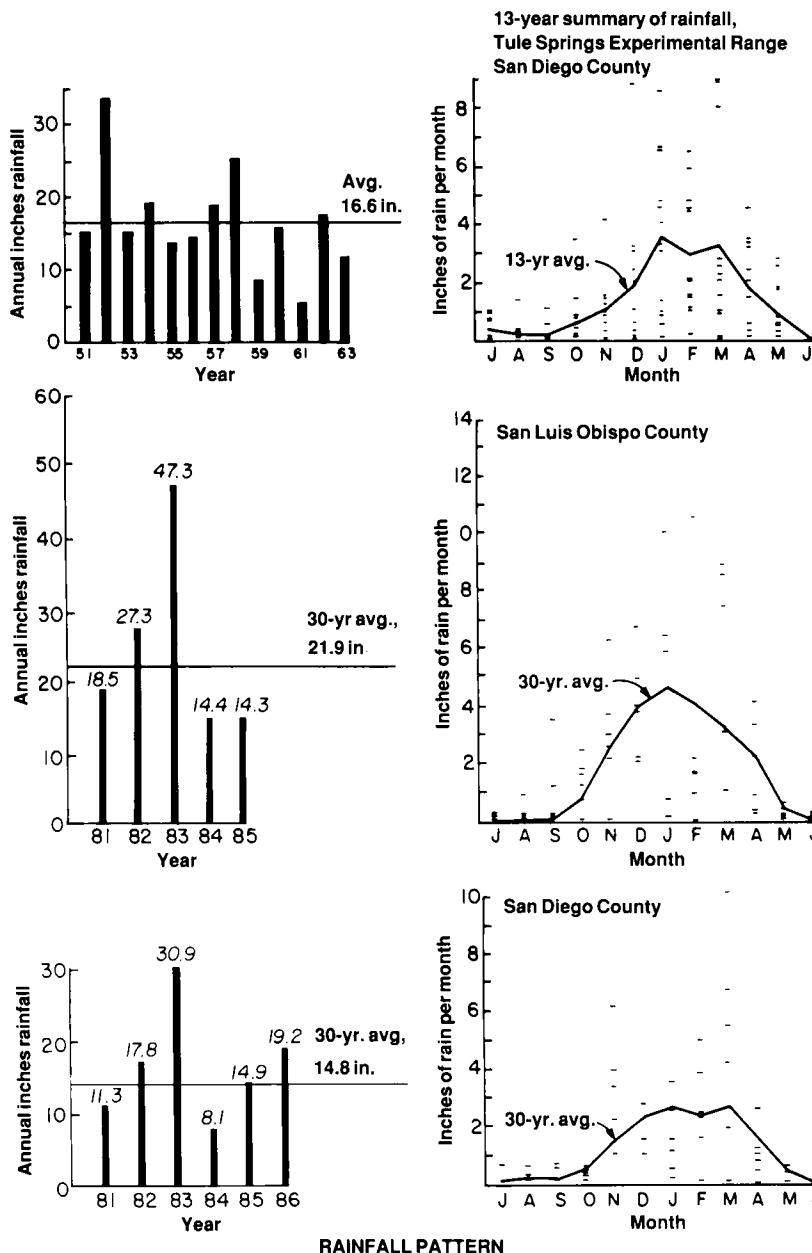 13-year summary of rainfall,
Tule Springs Experimental Range
San Diego County
Annual inches rainfall
30
20
10
0
Avg.
16.6 in.
51 53 55 57 59 61 63
Year
Inches of rain per month
8
6
4
2
13-yr avg.
J A S O N D J F M A M J
Month
Annual inches rainfall
60
50
40
30
20
10
0
18.5
27.3
47.3
14.4
14.3
30-yr avg.,
21.9 in
81 82 83 84 85
Year
San Luis Obispo County
Inches of rain per month
14
12
0
8
6
4
2
30-yr. avg.
J A S O N D J F M A M J
Month
Annual inches rainfall
30
20
10
0
11.3
17.8
30.9
8.1
14.9
19.2
30-yr. avg,
14.8 in.
81 82 83 84 85 86
Year
San Diego County
Inches of rain per month
10
8
6
4
2
0
30-yr. avg.
J A S O N D J F M A M J
Month
RAINFALL PATTERN